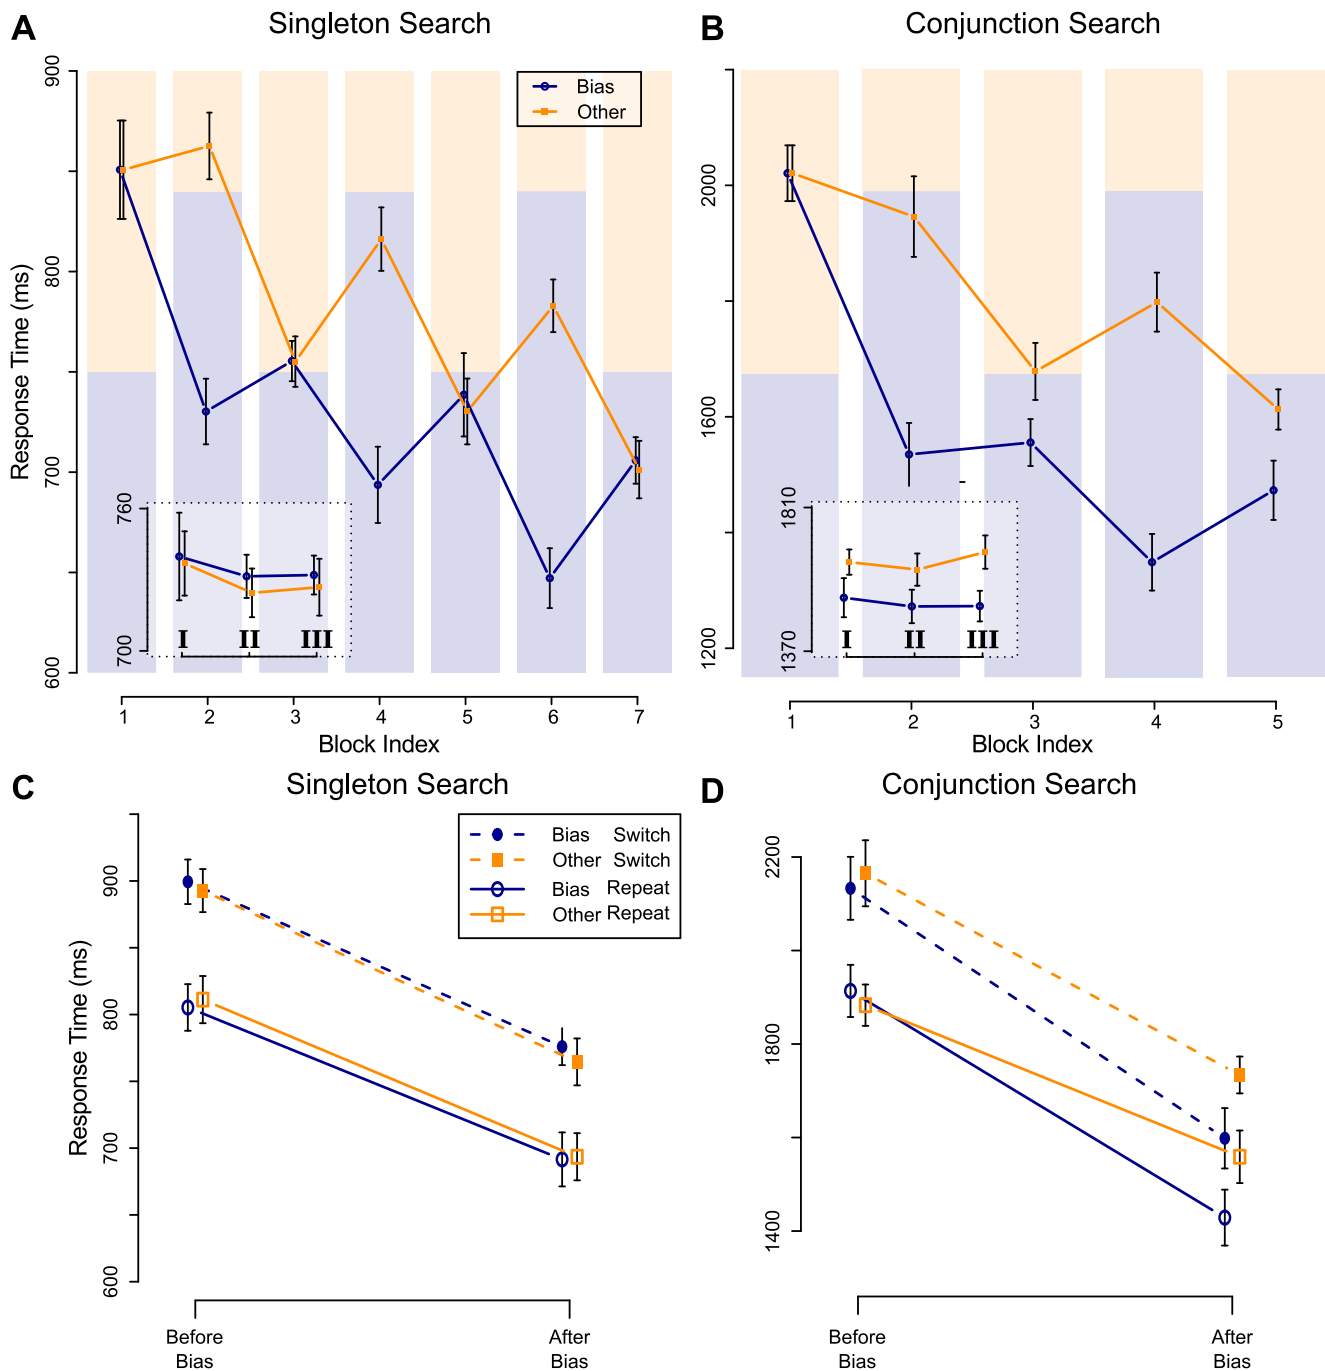 A
Singleton Search
Response Time (ms)
900
800
700
600
Bias
Other
760
700
I II III
1 2 3 4 5 6 7
Block Index
B
Conjunction Search
2000
1600
1200
1810
1370
I II III
1 2 3 4 5
Block Index
C
Singleton Search
Response Time (ms)
900
800
700
600
Bias Switch
Other Switch
Bias Repeat
Other Repeat
Before Bias
After Bias
D
Conjunction Search
2200
1800
1400
Before Bias
After Bias